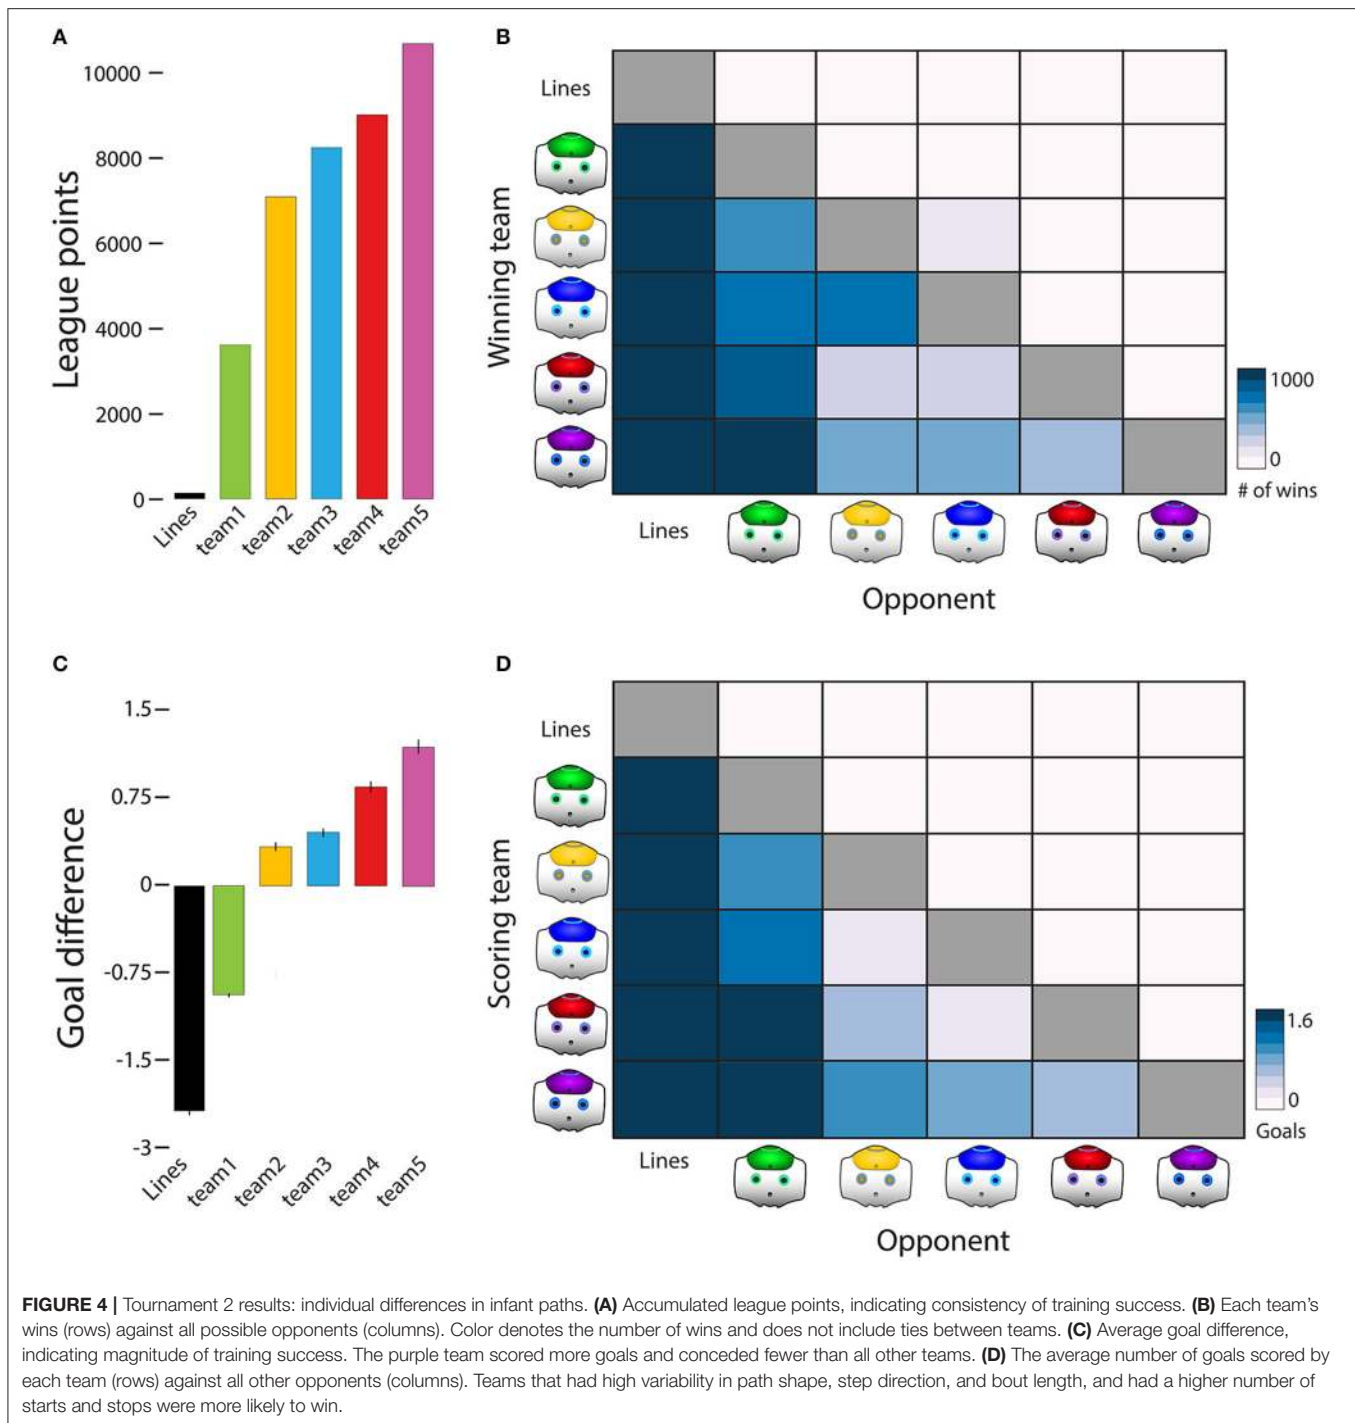 A
League points
10000
8000
6000
4000
2000
0
Lines
team1
team2
team3
team4
team5
B
Winning team
Lines
1000
0
# of wins
Lines
Opponent
C
Goal difference
1.5
0.75
0
-0.75
-1.5
-3
Lines
team1
team2
team3
team4
team5
D
Scoring team
Lines
1.6
0
Goals
Lines
Opponent
FIGURE 4 | Tournament 2 results: individual differences in infant paths. (A) Accumulated league points, indicating consistency of training success. (B) Each team's
wins (rows) against all possible opponents (columns). Color denotes the number of wins and does not include ties between teams. (C) Average goal difference,
indicating magnitude of training success. The purple team scored more goals and conceded fewer than all other teams. (D) The average number of goals scored by
each team (rows) against all other opponents (columns). Teams that had high variability in path shape, step direction, and bout length, and had a higher number of
starts and stops were more likely to win.